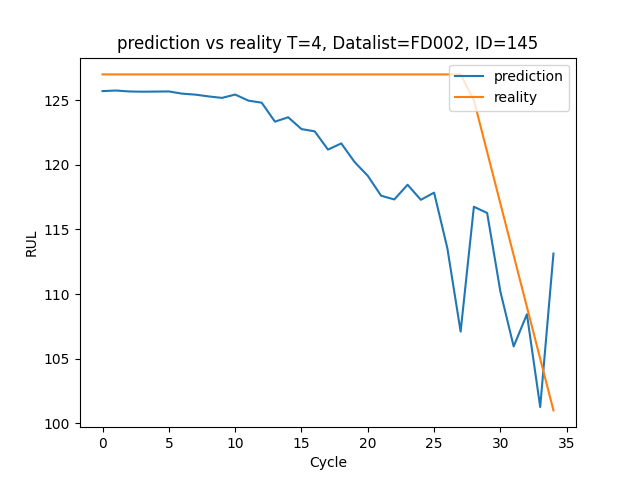 prediction vs reality T=4, Datalist=FD002, ID=145
prediction
reality
125
120
115
110
105
100
RUL
0 5 10 15 20 25 30 35
Cycle